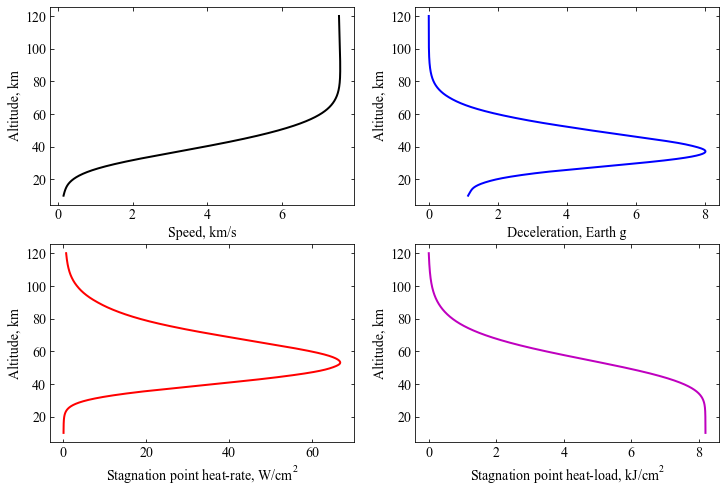 120
100
80
60
40
20
Altitude, km
0 2 4 6
Speed, km/s
120
100
80
60
40
20
Altitude, km
0 2 4 6 8
Deceleration, Earth g
120
100
80
60
40
20
Altitude, km
0 20 40 60
Stagnation point heat-rate, W/cm²
120
100
80
60
40
20
Altitude, km
0 2 4 6 8
Stagnation point heat-load, kJ/cm²